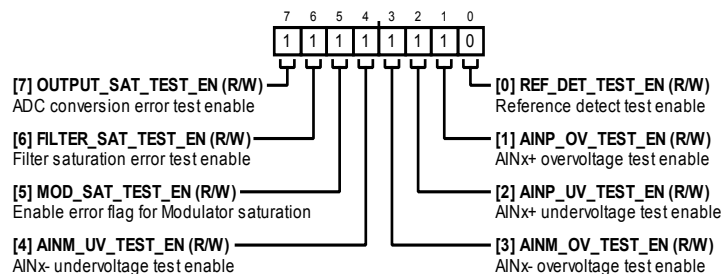 7 6 5 4 3 2 1 0
1 1 1 1 1 1 1 0
[7] OUTPUT_SAT_TEST_EN (R/W)
ADC conversion error test enable
[6] FILTER_SAT_TEST_EN (R/W)
Filter saturation error test enable
[5] MOD_SAT_TEST_EN (R/W)
Enable error flag for Modulator saturation
[4] AINM_UV_TEST_EN (R/W)
AINx- undervoltage test enable
[0] REF_DET_TEST_EN (R/W)
Reference detect test enable
[1] AINP_OV_TEST_EN (R/W)
AINx+ overvoltage test enable
[2] AINP_UV_TEST_EN (R/W)
AINx+ undervoltage test enable
[3] AINM_OV_TEST_EN (R/W)
AINx- overvoltage test enable